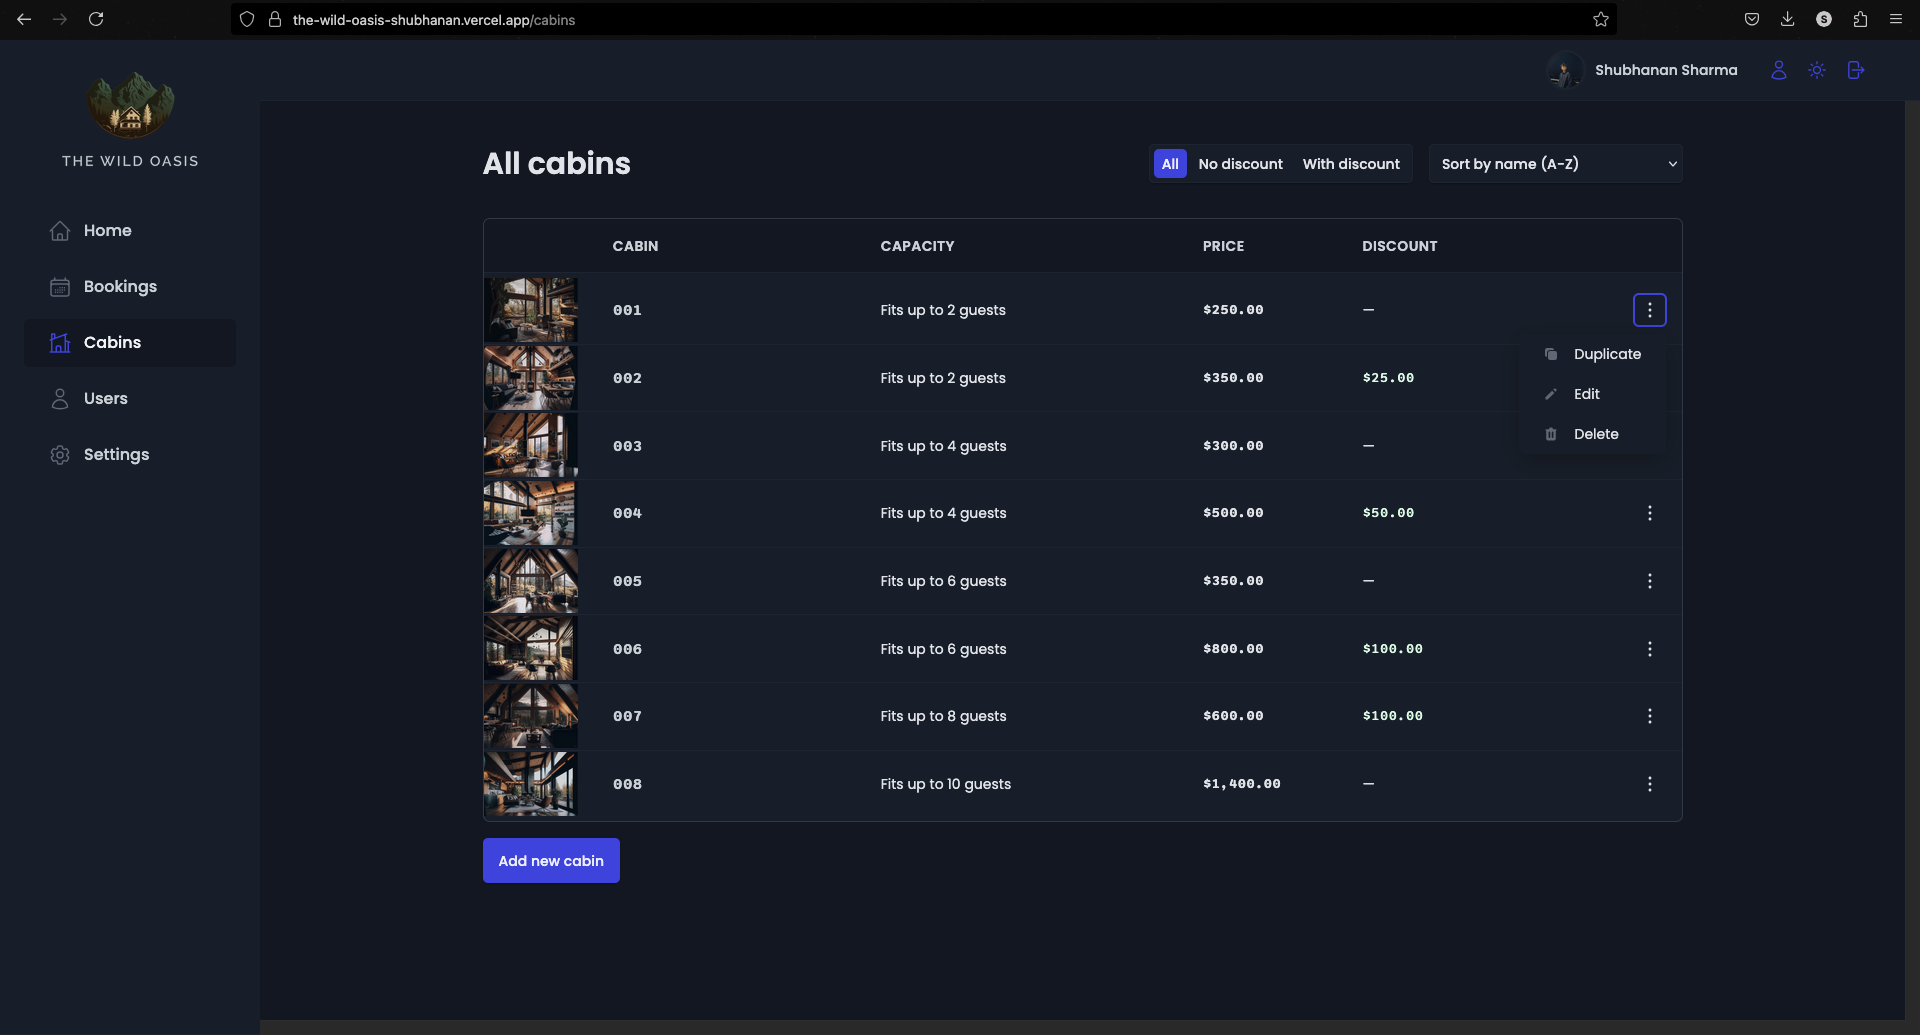 the-wild-oasis-shubhanan.vercel.app/cabins
S
Shubhanan Sharma
THE WILD OASIS
Home
Bookings
Cabins
Users
Settings
All cabins
All No discount With discount
Sort by name (A-Z)
CABIN CAPACITY PRICE DISCOUNT
001 Fits up to 2 guests $250.00 —
002 Fits up to 2 guests $350.00 $25.00
003 Fits up to 4 guests $300.00 —
004 Fits up to 4 guests $500.00 $50.00
005 Fits up to 6 guests $350.00 —
006 Fits up to 6 guests $800.00 $100.00
007 Fits up to 8 guests $600.00 $100.00
008 Fits up to 10 guests $1,400.00 —
Duplicate
Edit
Delete
Add new cabin